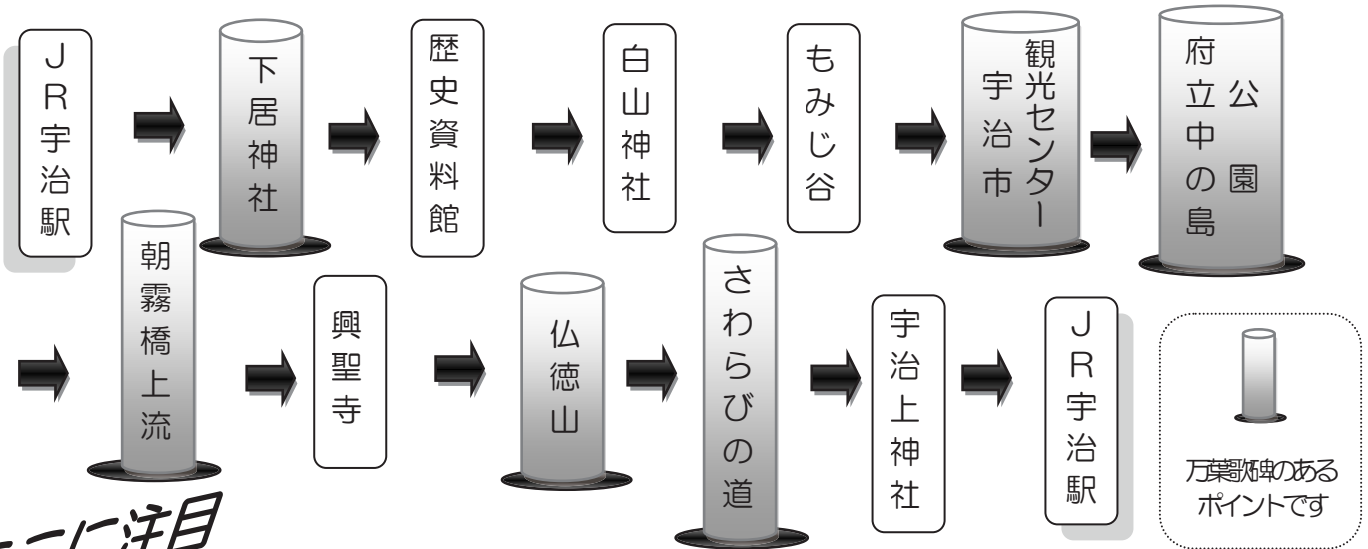 JR宇治駅
下居神社
歴史資料館
白山神社
もみじ谷
宇治市
観光センター
府立中の島
公園
朝霧橋上流
興聖寺
仏徳山
さわらびの道
宇治上神社
JR宇治駅
万葉歌碑のある
ポイントです
に注目